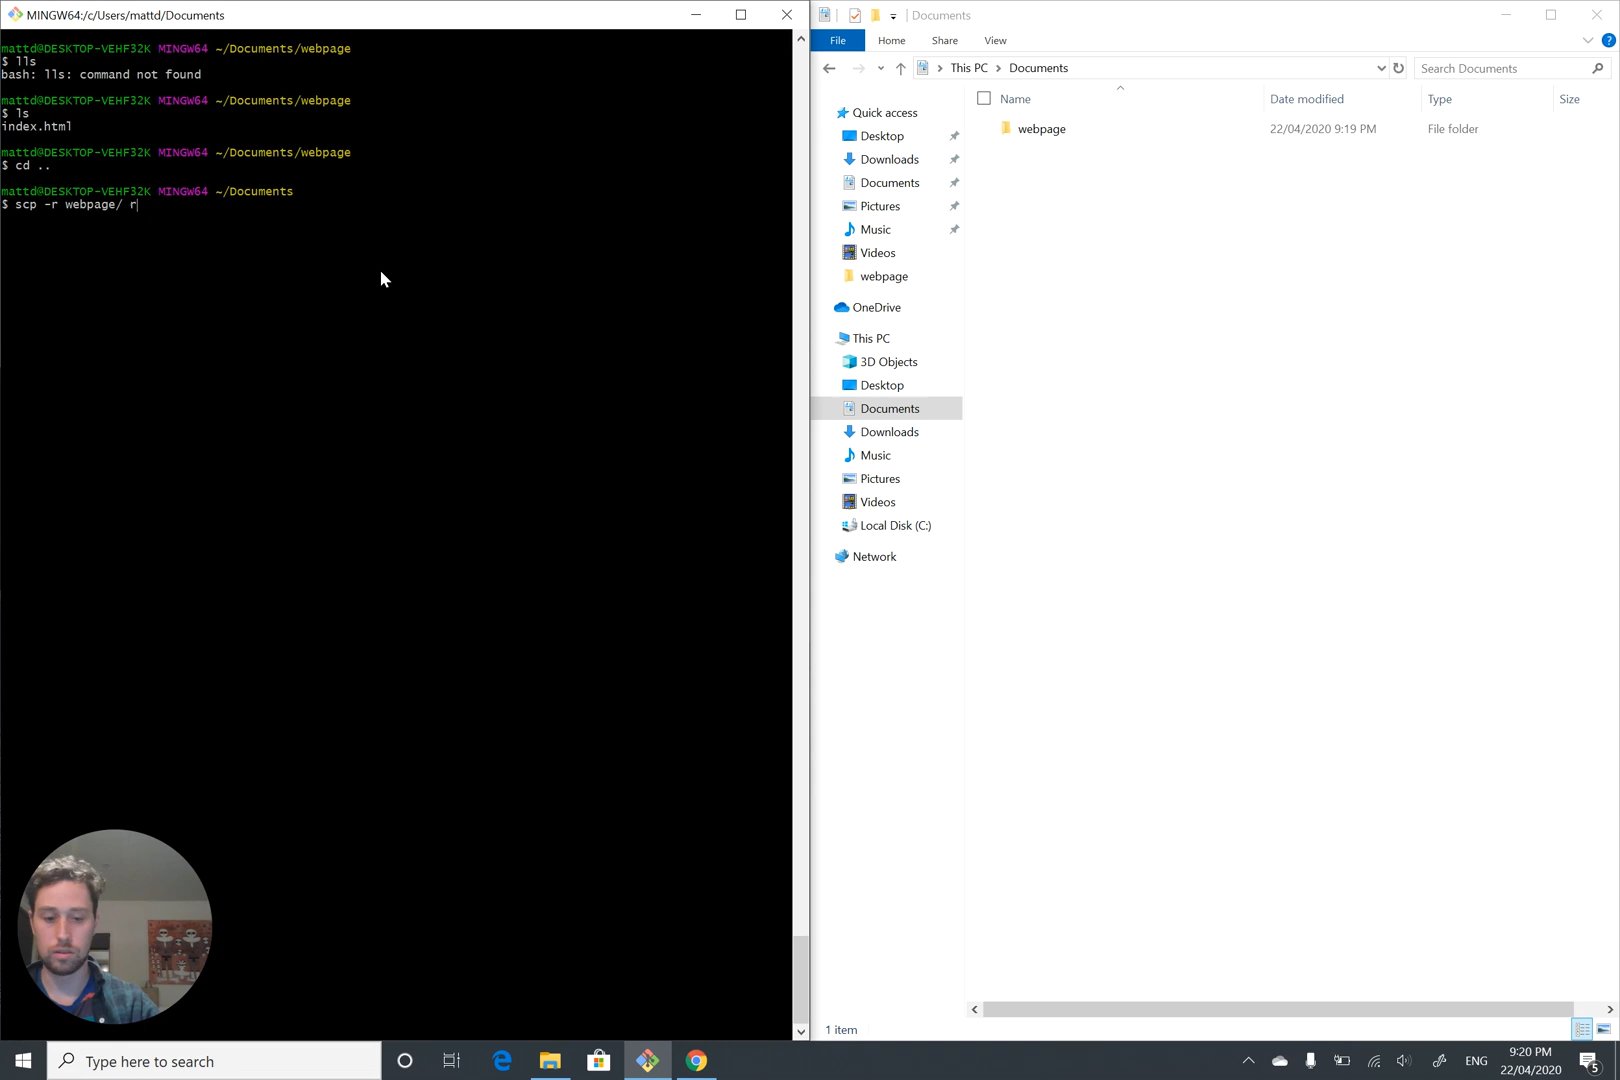 MINGW64:/c/Users/mattd/Documents
mattd@DESKTOP-VEHF32K MINGW64 ~/Documents/webpage
$ lls
bash: lls: command not found
mattd@DESKTOP-VEHF32K MINGW64 ~/Documents/webpage
$ ls
index.html
mattd@DESKTOP-VEHF32K MINGW64 ~/Documents/webpage
$ cd ..
mattd@DESKTOP-VEHF32K MINGW64 ~/Documents
$ scp -r webpage/ r
Documents
File Home Share View
This PC Documents
Search Documents
Name Date modified Type Size
webpage 22/04/2020 9:19 PM File folder
Quick access
Desktop
Downloads
Documents
Pictures
Music
Videos
webpage
OneDrive
This PC
3D Objects
Desktop
Documents
Downloads
Music
Pictures
Videos
Local Disk (C:)
Network
1 item
Type here to search
ENG
9:20 PM
22/04/2020
5